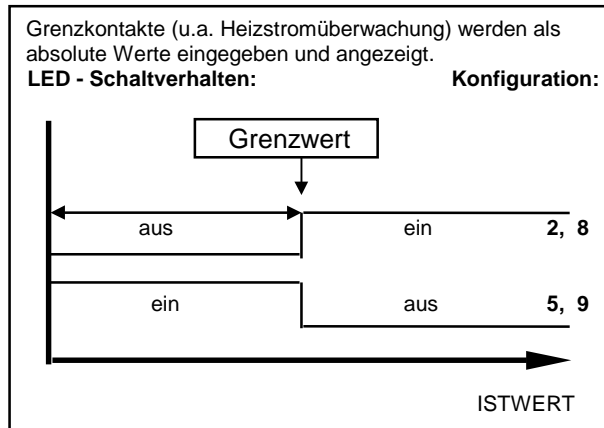 Grenzkontakte (u.a. Heizstromüberwachung) werden als
absolute Werte eingegeben und angezeigt.
LED - Schaltverhalten: Konfiguration:
Grenzwert
aus ein 2, 8
ein aus 5, 9
ISTWERT